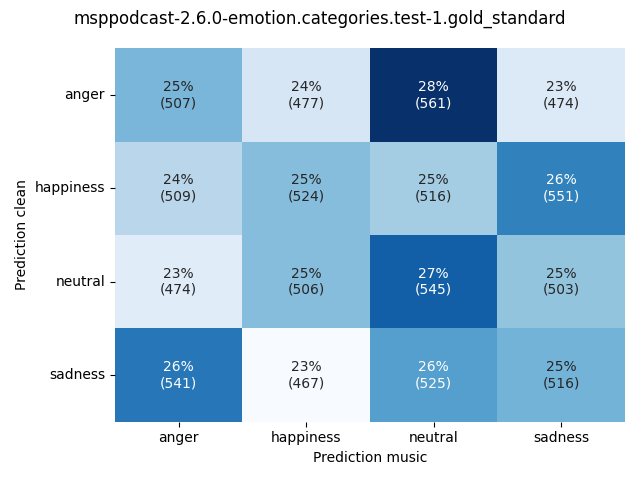 msppodcast-2.6.0-emotion.categories.test-1.gold_standard
Prediction clean
anger
25%
(507)
24%
(477)
28%
(561)
23%
(474)
happiness
24%
(509)
25%
(524)
25%
(516)
26%
(551)
neutral
23%
(474)
25%
(506)
27%
(545)
25%
(503)
sadness
26%
(541)
23%
(467)
26%
(525)
25%
(516)
anger
happiness
neutral
sadness
Prediction music